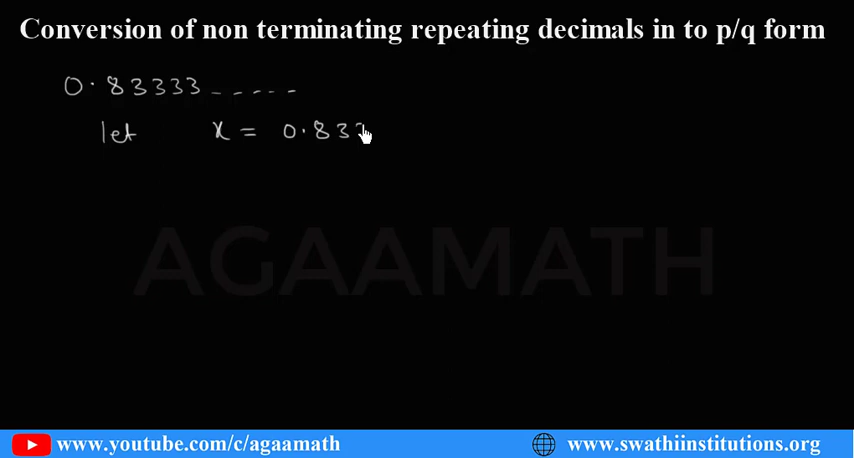 Conversion of non terminating repeating decimals in to p/q form
0.83333-----
let x = 0.833
AGAAMATH
www.youtube.com/c/agaamath www.swathiinstitutions.org